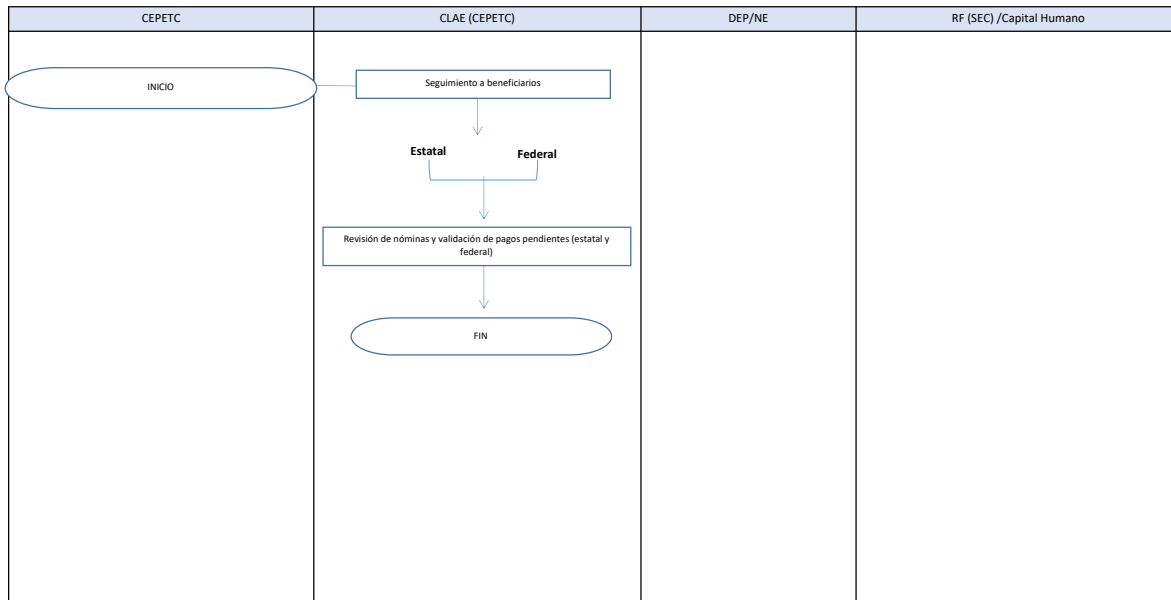 CEPETC
CLAE (CEPETC)
DEP/NE
RF (SEC) /Capital Humano
INICIO
Seguimiento a beneficiarios
Estatal
Federal
Revisión de nóminas y validación de pagos pendientes (estatal y
federal)
FIN